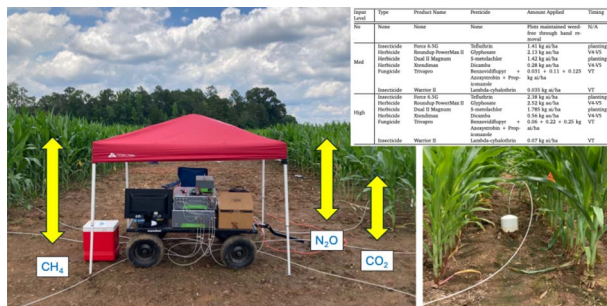 Input Level Type Product Name Pesticide Amount Applied Timing
No None None None Plots maintained weed-free through hand removal N/A
Med Insecticide Force 6.5G Tefluthrin 1.41 kg ai/ha planting
Herbicide Roundup PowerMax II Glyphosate 2.13 kg ai/ha V4-V5
Herbicide Dual II Magnum S-metolachlor 1.42 kg ai/ha planting
Herbicide Xtendimax Dicamba 0.28 kg ai/ha V4-V5
Fungicide Trivapro Benzovindiflupyr + Azoxystrobin + Propiconazole 0.031 + 0.11 + 0.125 kg ai/ha VT
Insecticide Warrior II Lambda-cyhalothrin 0.035 kg ai/ha VT
High Insecticide Force 6.5G Tefluthrin 2.38 kg ai/ha planting
Herbicide Roundup PowerMax II Glyphosate 2.52 kg ai/ha V4-V5
Herbicide Dual II Magnum S-metolachlor 1.785 kg ai/ha planting
Herbicide Xtendimax Dicamba 0.56 kg ai/ha V4-V5
Fungicide Trivapro Benzovindiflupyr + Azoxystrobin + Propiconazole 0.06 + 0.22 + 0.25 kg ai/ha VT
Insecticide Warrior II Lambda-cyhalothrin 0.07 kg ai/ha VT
CH₄
N₂O
CO₂